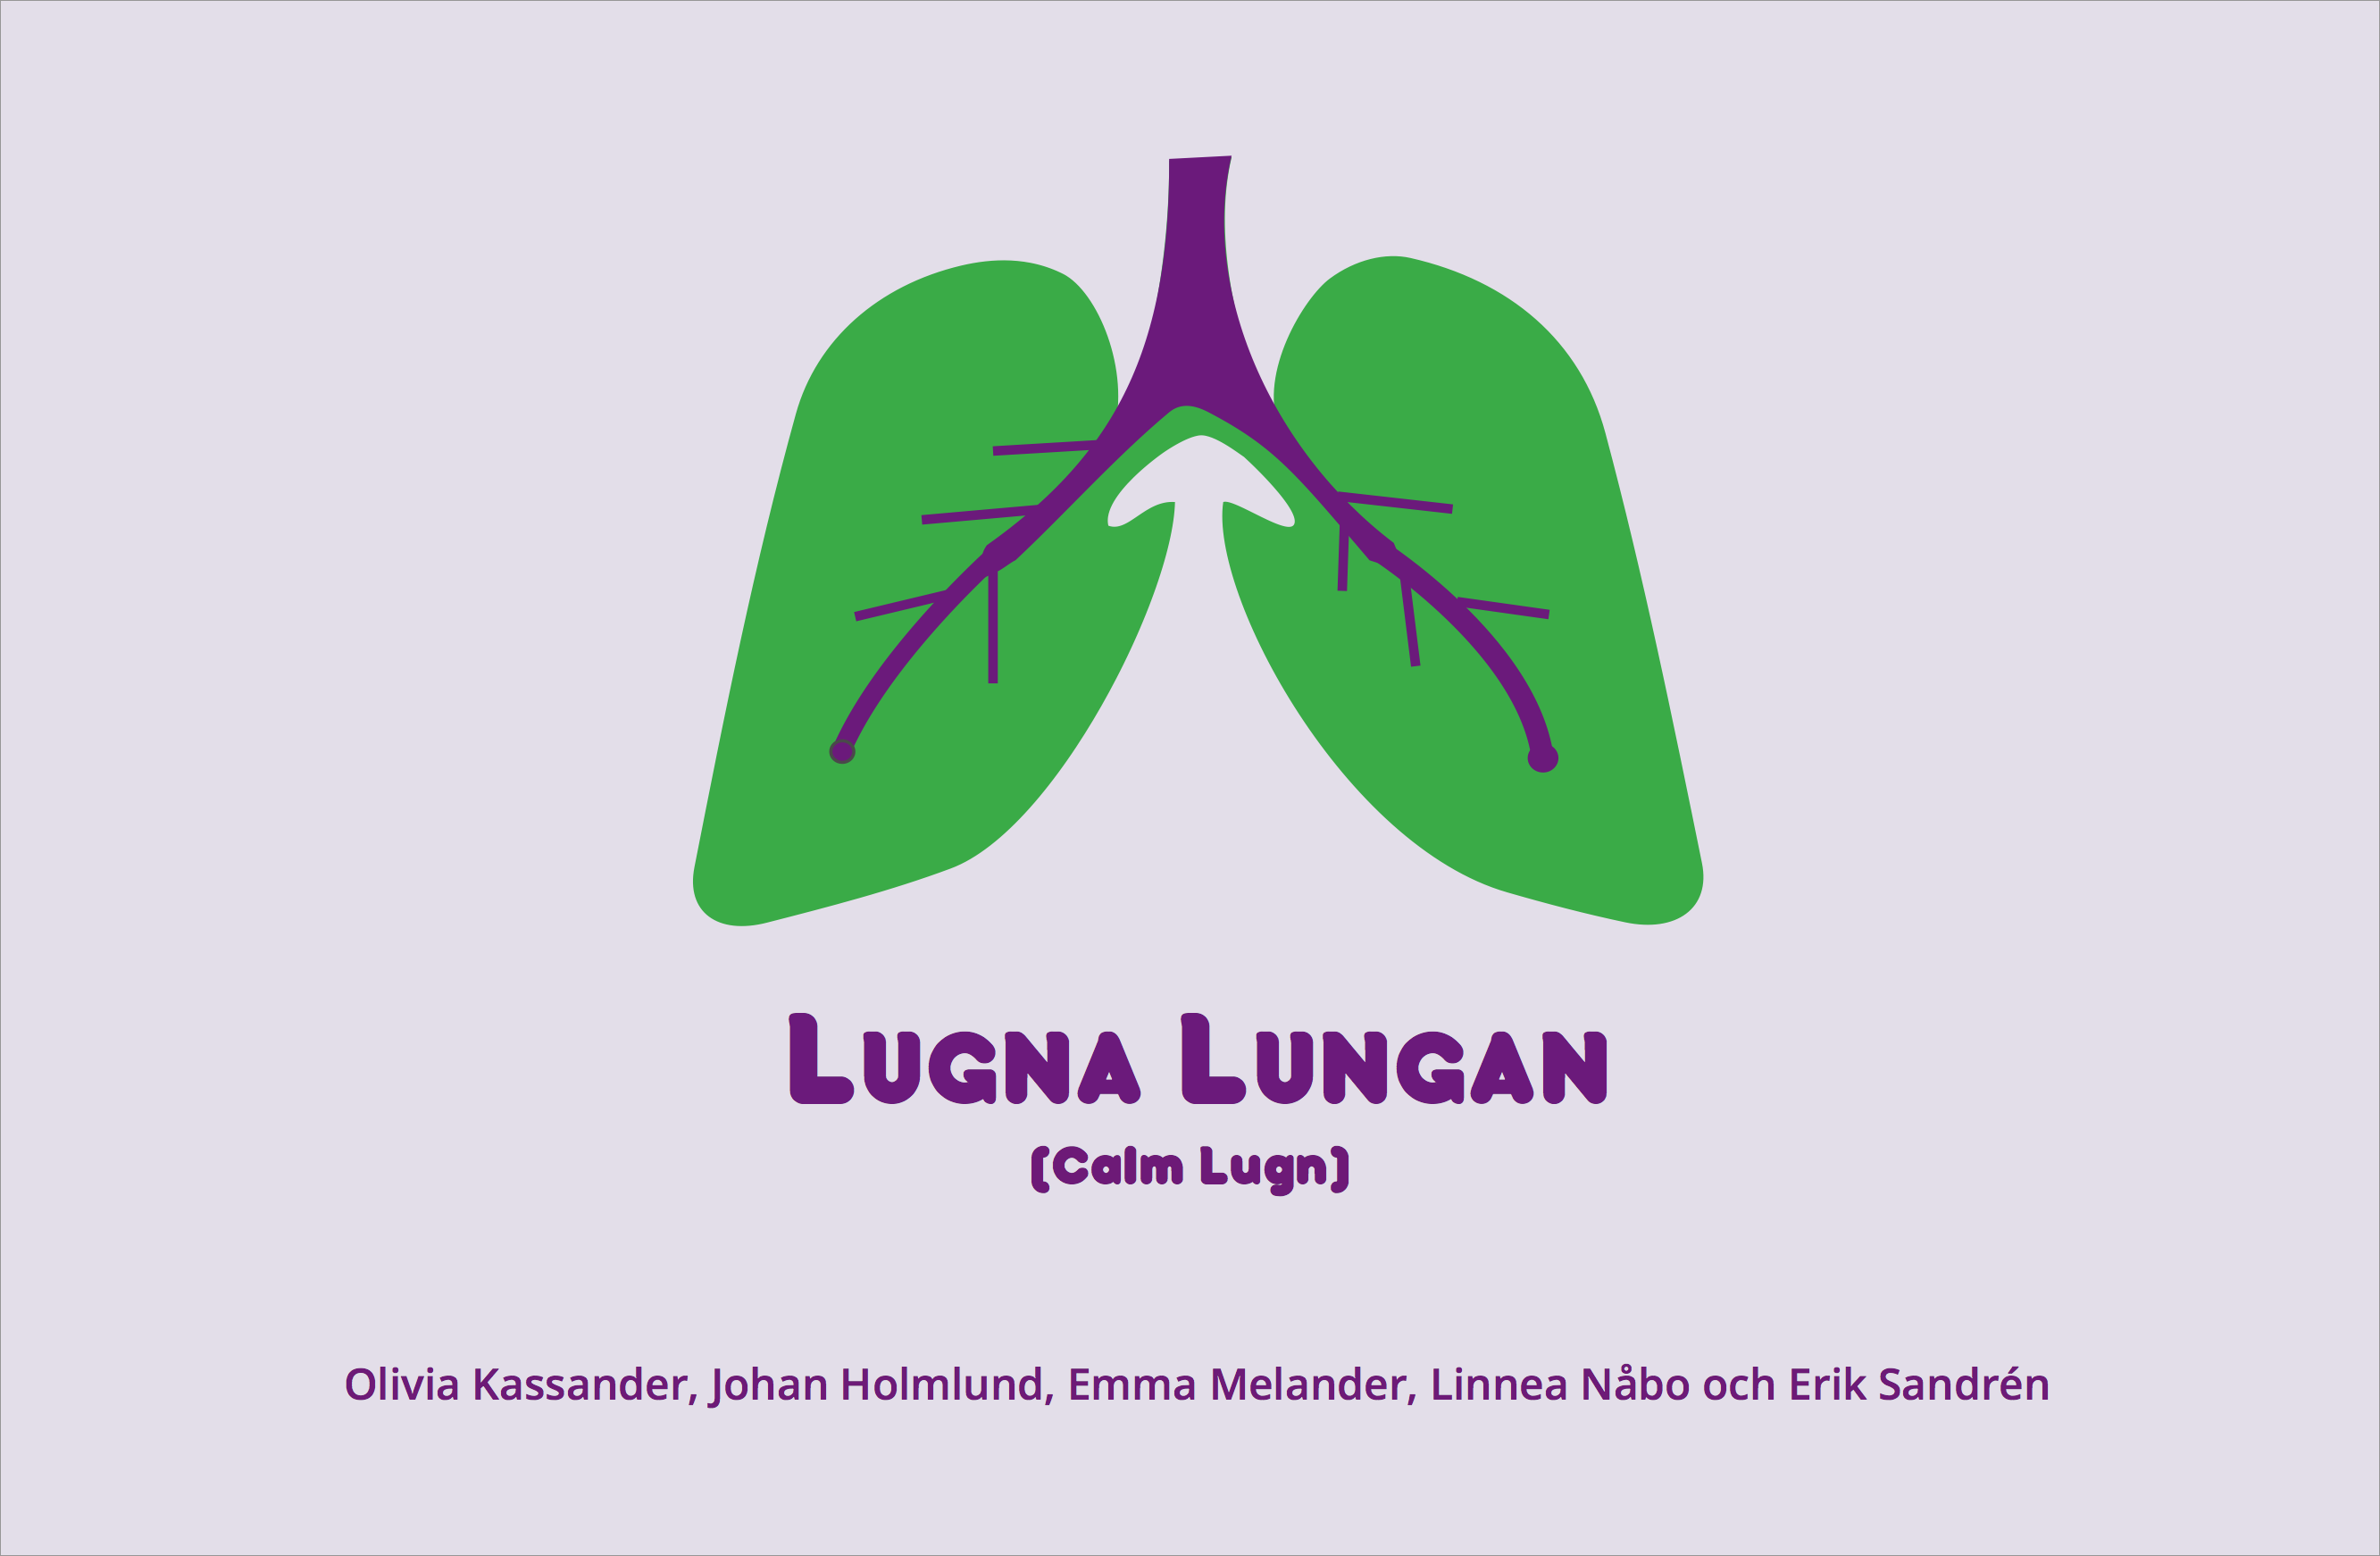 Lugna Lungan
(Calm Lugn)
Olivia Kassander, Johan Holmlund, Emma Melander, Linnea Nåbo och Erik Sandrén